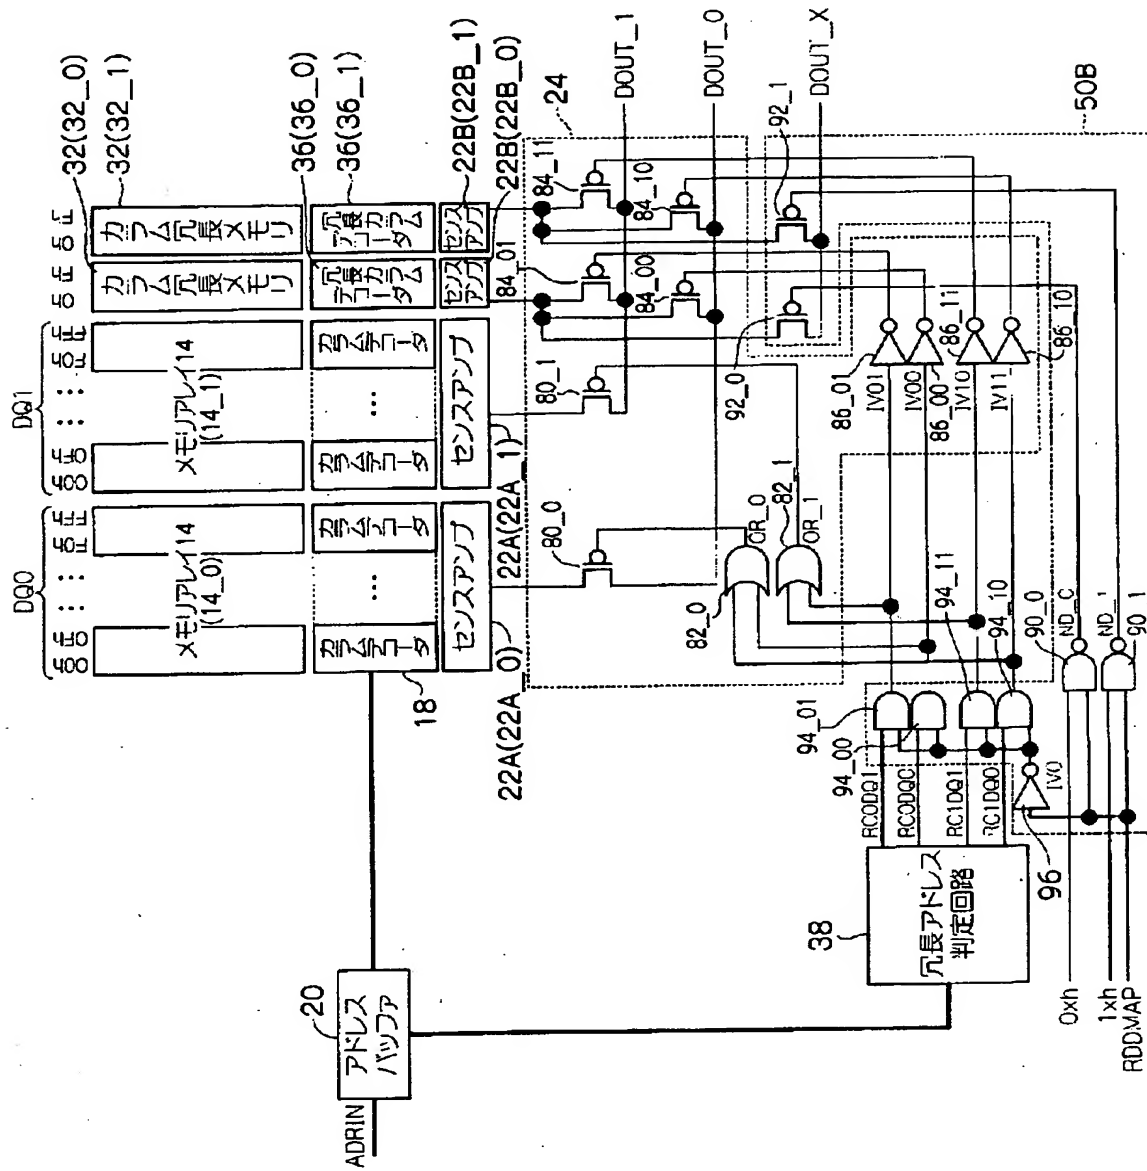 32(32_0)
32(32_1)
36(36_0)
36(36_1)
22B(22B_1)
22B(22B_0)
DQ0
DQ1
00h 0Fh ... F0h FFh
00h 0Fh ... F0h FFh
メモリアレイ14
(14_0)
メモリアレイ14
(14_1)
カラム冗長メモリ
カラム冗長メモリ
カラムデコーダ
...
カラムデコーダ
カラムデコーダ
...
カラムデコーダ
冗長カラム
デコーダ
冗長カラム
デコーダ
センスアンプ
センスアンプ
センス
アンプ
センス
アンプ
18
22A(22A_0)
22A(22A_1)
20
アドレス
バッファ
ADRIN
24
84_11
84_10
84_01
84_00
80_1
80_0
DOUT_1
DOUT_0
DOUT_X
92_1
92_0
50B
82_0
OR_0
82_1
OR_1
86_01
IV01
IV00
86_00
86_11
IV10
IV11
86_10
94_01
94_00
94_11
94_10
RC0DQ1
RC0DQ0
RC1DQ1
RC1DQ0
38
冗長アドレス
判定回路
IV0
96
90_0
ND_1
90_1
0xh
1xh
RDDMAP